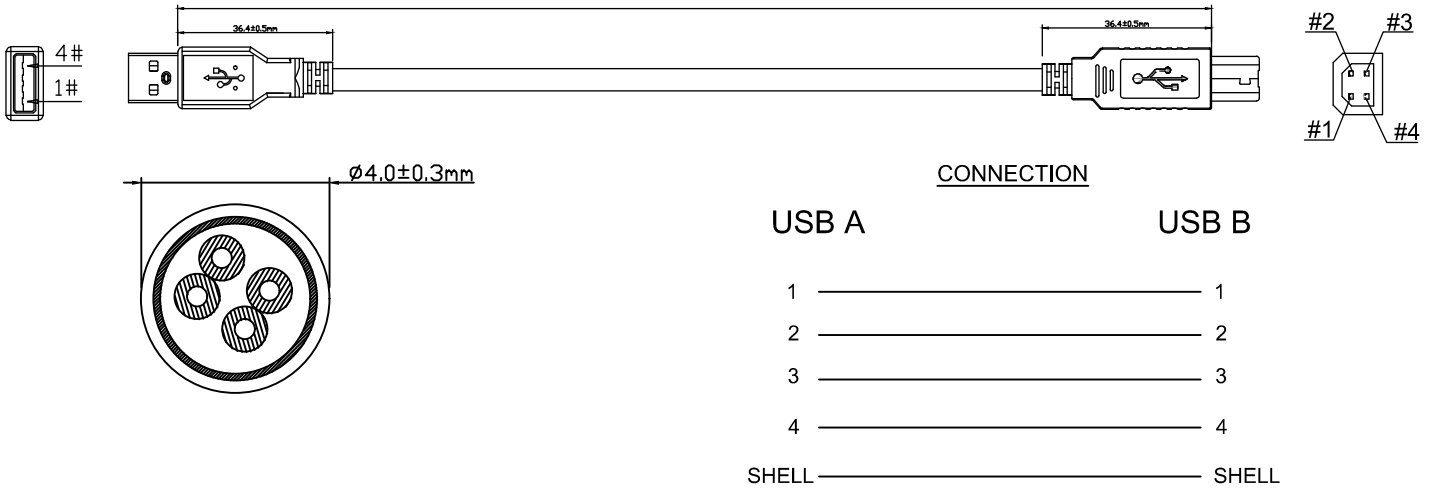 36.4±0.5mm
36.4±0.5mm
#2 #3
4#
1#
#1 #4
Ø4.0±0.3mm
CONNECTION
USB A USB B
1 1
2 2
3 3
4 4
SHELL SHELL